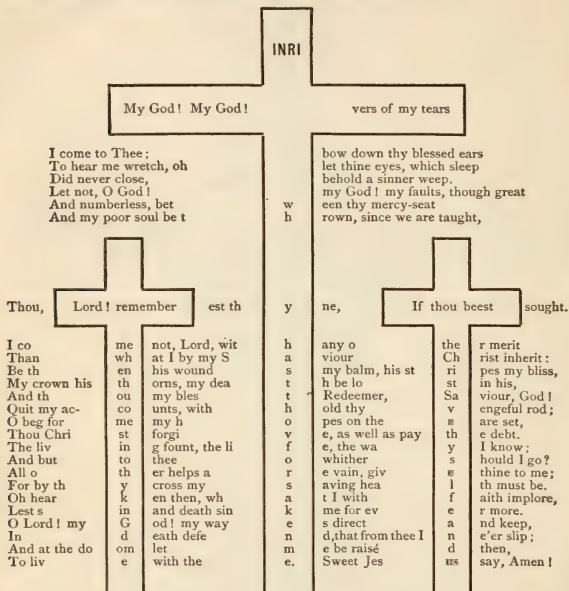 INRI
My God! My God! vers of my tears
I come to Thee; bow down thy blessed ears
To hear me wretch, oh let thine eyes, which sleep
Did never close, behold a sinner weep.
Let not, O God! my God! my faults, though great
And numberless, bet w een thy mercy-seat
And my poor soul be t h rown, since we are taught,
Thou, Lord! remember est th y ne, If thou beest sought.
I co me not, Lord, wit h any o the r merit
Than wh at I by my S a viour Ch rist inherit:
Be th en his wound s my balm, his st ri pes my bliss,
My crown his th orns, my dea t h be lo st in his,
And th ou my bles t Redeemer, Sa viour, God!
Quit my ac- co unts, with h old thy v engeful rod;
O beg for me my h o pes on the e are set,
Thou Chri st forgi v e, as well as pay th e debt.
The liv in g fount, the li f e, the wa y I know;
And but to thee o whither s hould I go?
All o th er helps a r e vain, giv e thine to me;
For by th y cross my s aving hea l th must be.
Oh hear k en then, wh a t I with f aith implore,
Lest s in and death sin k me for ev e r more.
O Lord! my G od! my way e s direct a nd keep,
In d eath defe n d, that from thee I n e'er slip;
And at the do om let m e be raisé d then,
To liv e with the e. Sweet Jes us say, Amen!